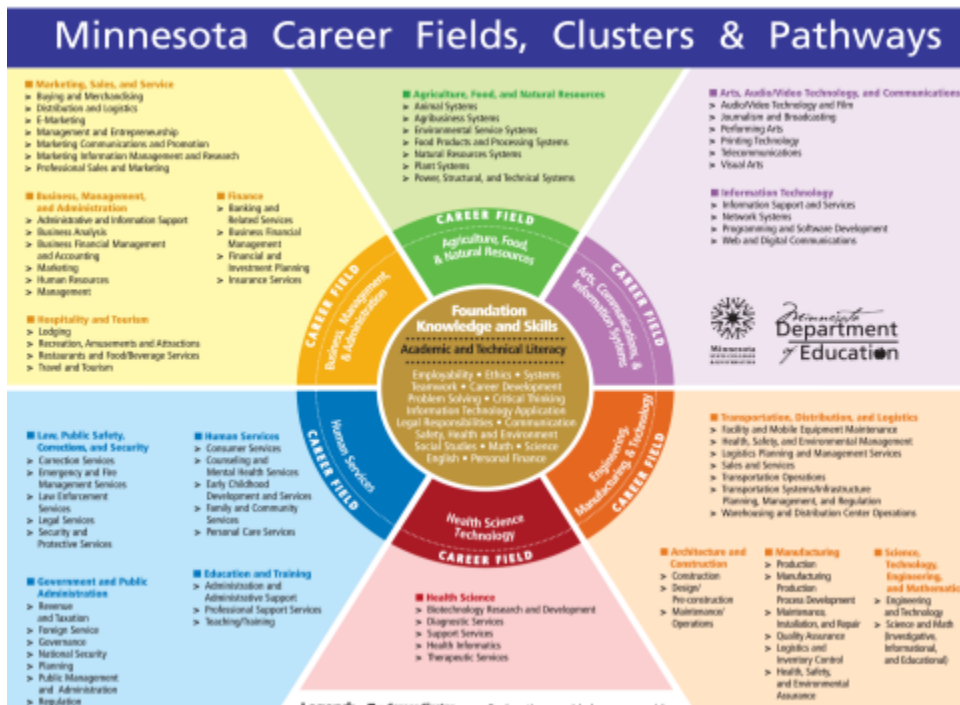 Minnesota Career Fields, Clusters & Pathways
■ Marketing, Sales, and Service
➢ Buying and Merchandising
➢ Distribution and Logistics
➢ E-Marketing
➢ Management and Entrepreneurship
➢ Marketing Communications and Promotion
➢ Marketing Information Management and Research
➢ Professional Sales and Marketing
■ Business, Management,
and Administration
➢ Administrative and Information Support
➢ Business Analysis
➢ Business Financial Management
and Accounting
➢ Marketing
➢ Human Resources
➢ Management
■ Finance
➢ Banking and
Related Services
➢ Business Financial
Management
➢ Financial and
Investment Planning
➢ Insurance Services
■ Hospitality and Tourism
➢ Lodging
➢ Recreation, Amusements and Attractions
➢ Restaurants and Food/Beverage Services
➢ Travel and Tourism
■ Agriculture, Food, and Natural Resources
➢ Animal Systems
➢ Agribusiness Systems
➢ Environmental Service Systems
➢ Food Products and Processing Systems
➢ Natural Resources Systems
➢ Plant Systems
➢ Power, Structural, and Technical Systems
■ Arts, Audio/Video Technology, and Communications
➢ Audio/Video Technology and Film
➢ Journalism and Broadcasting
➢ Performing Arts
➢ Printing Technology
➢ Telecommunications
➢ Visual Arts
■ Information Technology
➢ Information Support and Services
➢ Network Systems
➢ Programming and Software Development
➢ Web and Digital Communications
Minnesota
Minnesota
Department
of Education
CAREER FIELD
Agriculture, Food,
& Natural Resources
CAREER FIELD
Arts, Communications, &
Information Systems
CAREER FIELD
Business, Management,
& Administration
Foundation
Knowledge and Skills
Academic and Technical Literacy
Employability • Ethics • Systems
Teamwork • Career Development
Problem Solving • Critical Thinking
Information Technology Application
Legal Responsibilities • Communication
Safety, Health and Environment
Social Studies • Math • Science
English • Personal Finance
Human Services
CAREER FIELD
Engineering,
Manufacturing, & Technology
CAREER FIELD
Health Science
Technology
CAREER FIELD
■ Law, Public Safety,
Corrections, and Security
➢ Correction Services
➢ Emergency and Fire
Management Services
➢ Law Enforcement
Services
➢ Legal Services
➢ Security and
Protective Services
■ Human Services
➢ Consumer Services
➢ Counseling and
Mental Health Services
➢ Early Childhood
Development and Services
➢ Family and Community
Services
➢ Personal Care Services
■ Government and Public
Administration
➢ Revenue
and Taxation
➢ Foreign Service
➢ Governance
➢ National Security
➢ Planning
➢ Public Management
and Administration
➢ Regulation
■ Education and Training
➢ Administration and
Administrative Support
➢ Professional Support Services
➢ Teaching/Training
■ Health Science
➢ Biotechnology Research and Development
➢ Diagnostic Services
➢ Support Services
➢ Health Informatics
➢ Therapeutic Services
■ Transportation, Distribution, and Logistics
➢ Facility and Mobile Equipment Maintenance
➢ Health, Safety, and Environmental Management
➢ Logistics Planning and Management Services
➢ Sales and Services
➢ Transportation Operations
➢ Transportation Systems/Infrastructure
Planning, Management, and Regulation
➢ Warehousing and Distribution Center Operations
■ Architecture and
Construction
➢ Construction
➢ Design/
Pre-construction
➢ Maintenance/
Operations
■ Manufacturing
➢ Production
➢ Manufacturing
Production
Process Development
➢ Maintenance,
Installation, and Repair
➢ Quality Assurance
➢ Logistics and
Inventory Control
➢ Health, Safety,
and Environmental
Assurance
■ Science,
Technology,
Engineering,
and Mathematic
➢ Engineering
and Technology
➢ Science and Math
(Investigative,
Informational,
and Educational)